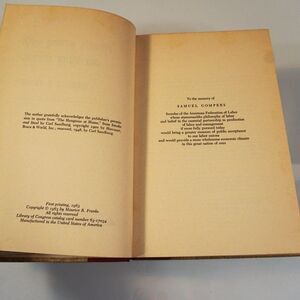 The author gratefully acknowledges the publisher's permis-
sion to quote from "The Hangman at Home," from Smoke
and Steel by Carl Sandburg, copyright 1920 by Harcourt,
Brace & World, Inc.; renewed, 1948, by Carl Sandburg.
First printing, 1963
Copyright © 1963 by Maurice R. Franks
All rights reserved
Library of Congress catalog card number 63-17034
Manufactured in the United States of America
To the memory of
SAMUEL GOMPERS
founder of the American Federation of Labor
whose statesmanlike philosophy of labor
and belief in the essential partnership in production
of labor and management
if more fully pursued today
would bring a greater measure of public acceptance
to our labor unions
and would provide a more wholesome economic climate
in this great nation of ours